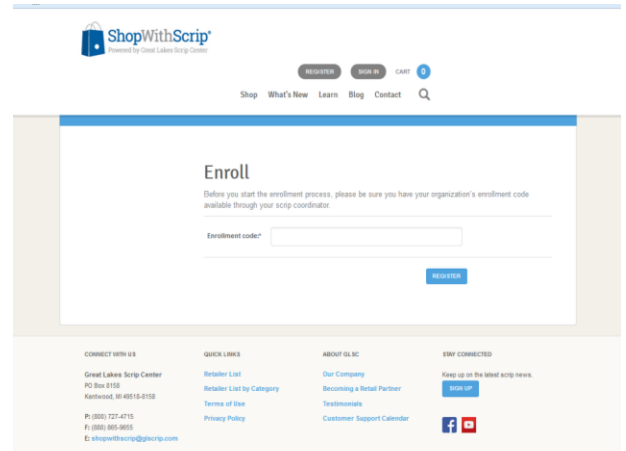 ShopWithScrip®
Powered by Great Lakes Scrip Center
REGISTER SIGN IN CART 0
Shop What's New Learn Blog Contact
Enroll
Before you start the enrollment process, please be sure you have your organization's enrollment code
available through your scrip coordinator.
Enrollment code:*
REGISTER
CONNECT WITH US
Great Lakes Scrip Center
PO Box 8158
Kentwood, MI 49518-8158
P: (800) 727-4715
F: (888) 865-9655
E: shopwithscrip@glscrip.com
QUICK LINKS
Retailer List
Retailer List by Category
Terms of Use
Privacy Policy
ABOUT GLSC
Our Company
Becoming a Retail Partner
Testimonials
Customer Support Calendar
STAY CONNECTED
Keep up on the latest scrip news.
SIGN UP